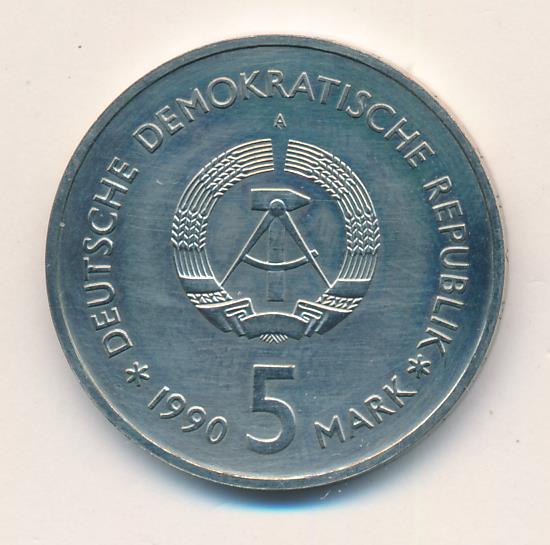 * DEUTSCHE DEMOKRATISCHE REPUBLIK *
A
1990 5 MARK